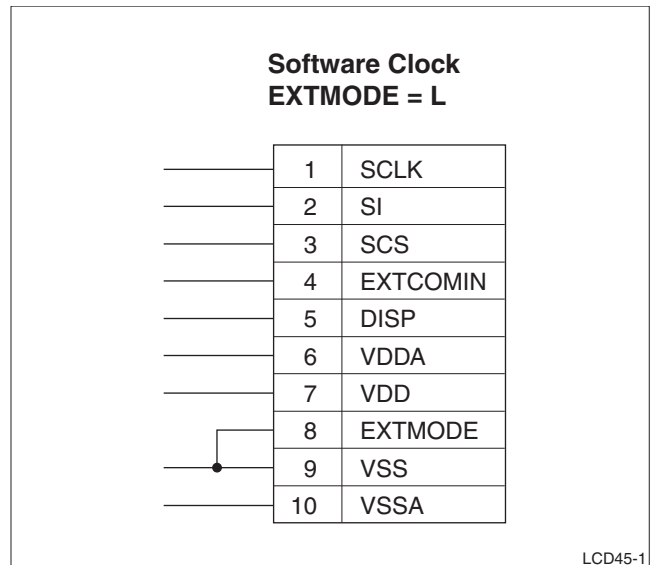 Software Clock
EXTMODE = L
1 SCLK
2 SI
3 SCS
4 EXTCOMIN
5 DISP
6 VDDA
7 VDD
8 EXTMODE
9 VSS
10 VSSA
LCD45-1